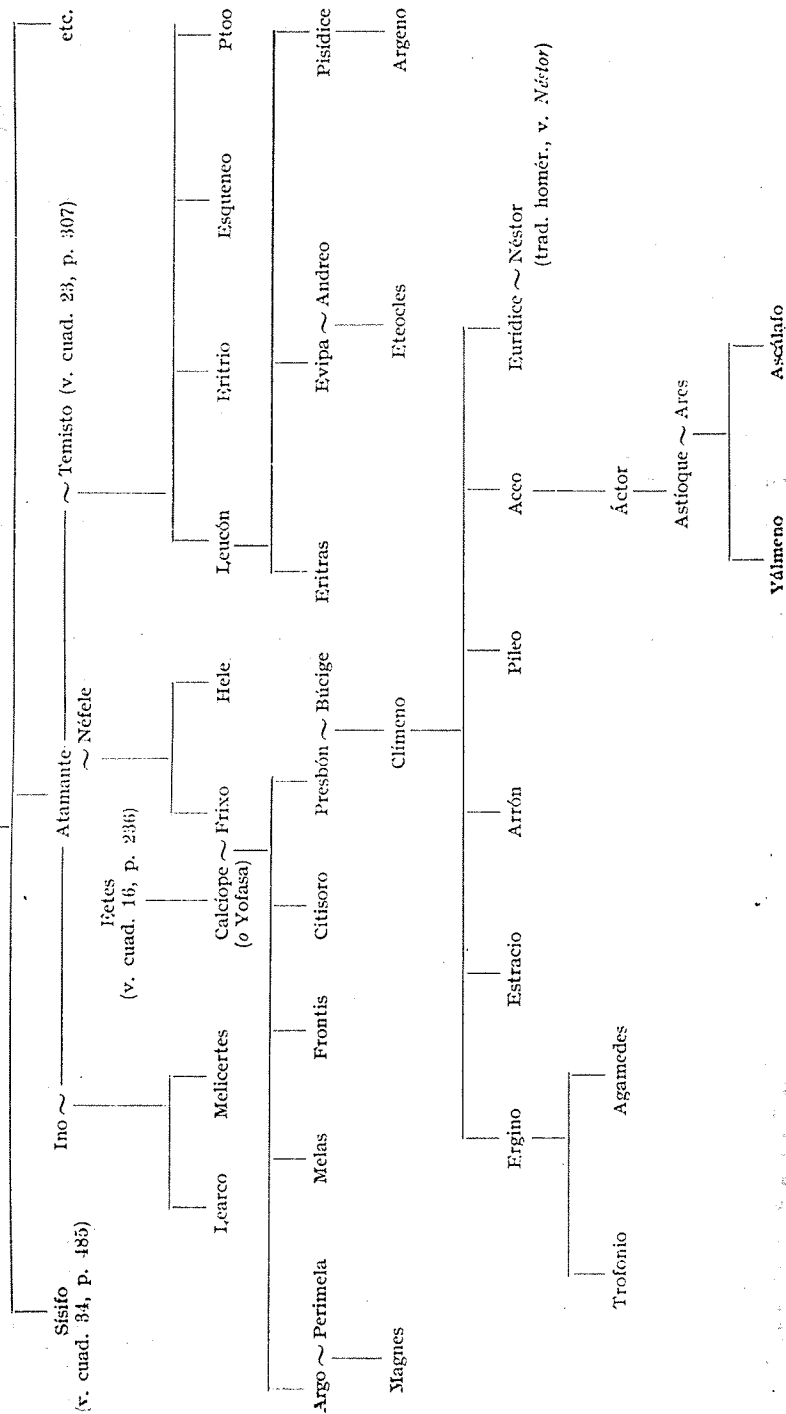 Sísifo
(v. cuad. 34, p. 485)
Ino ~ Atamante ~ Temisto (v. cuad. 23, p. 307)
~ Néfele
etc.
Eetes
(v. cuad. 16, p. 236)
Learco Melicertes Calcíope ~ Frixo Hele Leucón Eritrio Esqueneo Ptoo
(o Yofasa)
Argo ~ Perimela Melas Frontis Citisoro Presbón ~ Búcige Eritras Evipa ~ Andreo Pisídice
Magnes Clímeno Eteocles Argeno
Ergino Estracio Arrón Píleo Aceo Eurídice ~ Néstor
(trad. homér., v. Néstor)
Trofonio Agamedes Áctor
Astíoque ~ Ares
Yálmeno Ascálafo